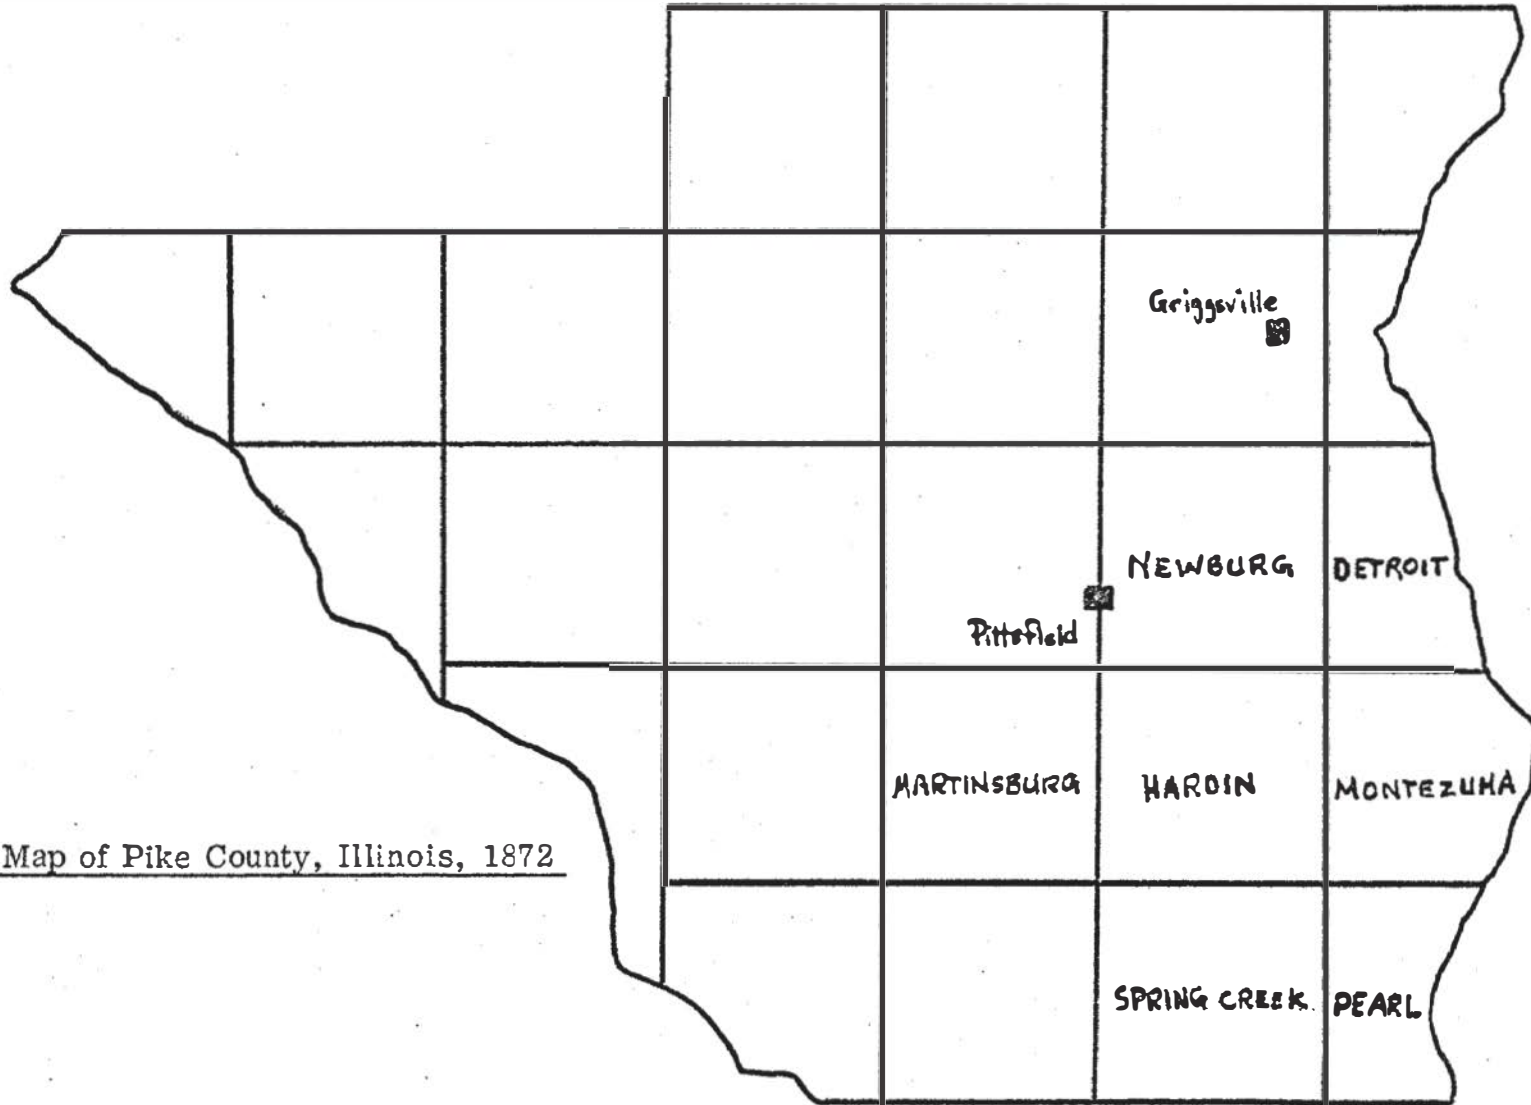 Griggsville
NEWBURG DETROIT
Pittsfield
MARTINSBURG HARDIN MONTEZUMA
Map of Pike County, Illinois, 1872
SPRING CREEK PEARL